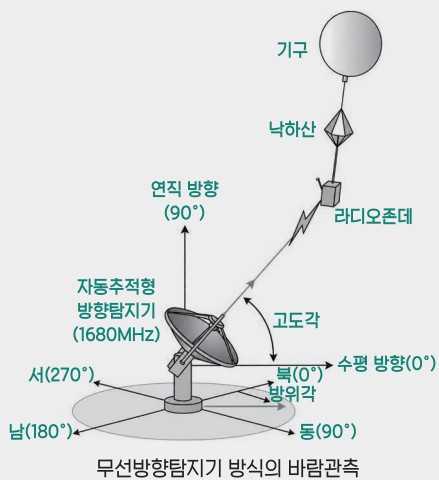 기구
낙하산
라디오존데
연직 방향
(90°)
자동추적형
방향탐지기
(1680MHz)
고도각
수평 방향(0°)
서(270°)
북(0°)
방위각
남(180°)
동(90°)
무선방향탐지기 방식의 바람관측